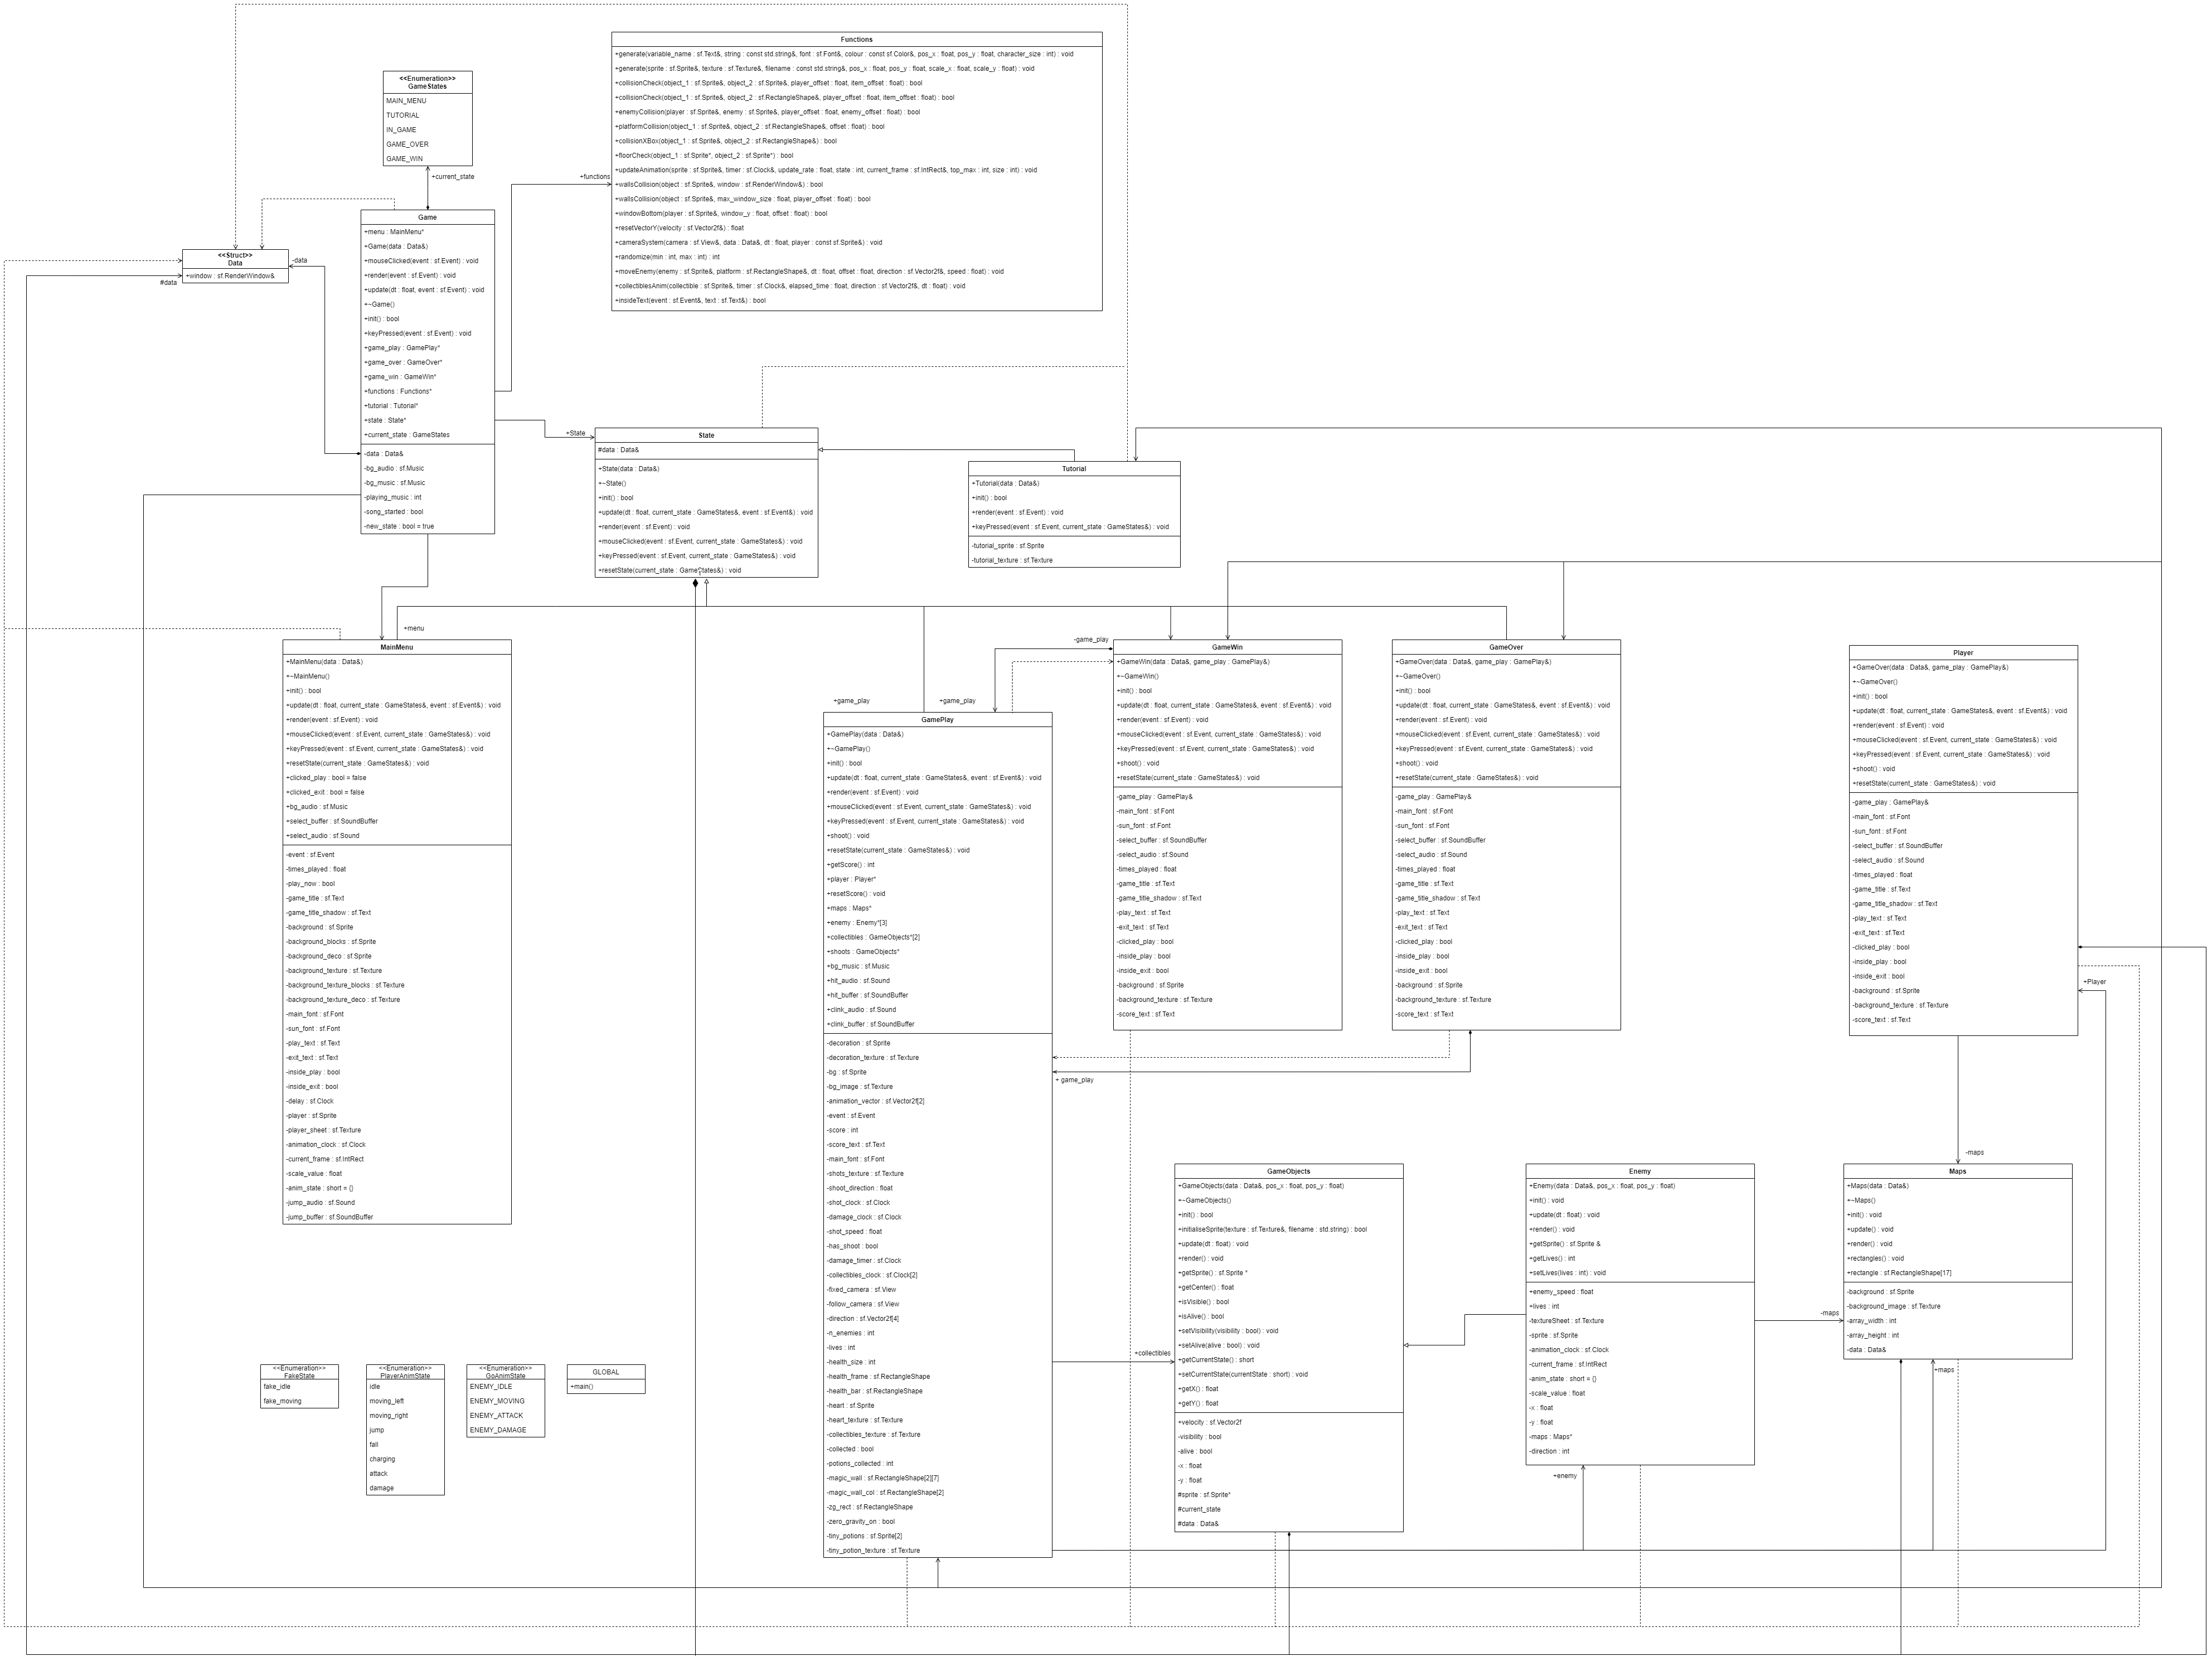 Functions
+generate(variable_name : sf.Text&, string : const std:string&, font : sf.Font&, colour : const sf.Color&, pos_x : float, pos_y : float, character_size : int) : void
+generate(sprite : sf.Sprite&, texture : sf.Texture&, filename : const std.string&, pos_x : float, pos_y : float, scale_x : float, scale_y : float) : void
+collisionCheck(object_1 : sf.Sprite&, object_2 : sf.Sprite&, player_offset : float, item_offset : float) : bool
+collisionCheck(object_1 : sf.Sprite&, object_2 : sf.RectangleShape&, player_offset : float, item_offset : float) : bool
+enemyCollision(player : sf.Sprite&, enemy : sf.Sprite&, player_offset : float, enemy_offset : float) : bool
+platformCollision(object_1 : sf.Sprite&, object_2 : sf.RectangleShape&, offset : float) : bool
+collisionXBox(object_1 : sf.Sprite&, object_2 : sf.RectangleShape&) : bool
+floorCheck(object_1 : sf.Sprite*, object_2 : sf.Sprite*) : bool
+updateAnimation(sprite : sf.Sprite&, timer : sf.Clock&, update_rate : float, state : int, current_frame : sf.IntRect&, top_max : int, size : int) : void
+wallsCollision(object : sf.Sprite&, window : sf.RenderWindow&) : bool
+wallsCollision(object : sf.Sprite&, max_window_size : float, player_offset : float) : bool
+windowBottom(player : sf.Sprite&, window_y : float, offset : float) : bool
+resetVectorY(velocity : sf.Vector2f&) : float
+cameraSystem(camera : sf.View&, data : Data&, dt : float, player : const sf.Sprite&) : void
+randomize(min : int, max : int) : int
+moveEnemy(enemy : sf.Sprite&, platform : sf.RectangleShape&, dt : float, offset : float, direction : sf.Vector2f&, speed : float) : void
+collectiblesAnim(collectible : sf.Sprite&, timer : sf.Clock&, elapsed_time : float, direction : sf.Vector2f&, dt : float) : void
+insideText(event : sf.Event&, text : sf.Text&) : bool
<<Enumeration>>
GameStates
MAIN_MENU
TUTORIAL
IN_GAME
GAME_OVER
GAME_WIN
+current_state
+functions
Game
+menu : MainMenu*
+Game(data : Data&)
+mouseClicked(event : sf.Event) : void
+render(event : sf.Event) : void
+update(dt : float, event : sf.Event) : void
+~Game()
+init() : bool
+keyPressed(event : sf.Event) : void
+game_play : GamePlay*
+game_over : GameOver*
+game_win : GameWin*
+functions : Functions*
+tutorial : Tutorial*
+state : State*
+current_state : GameStates
-data : Data&
-bg_audio : sf.Music
-bg_music : sf.Music
-playing_music : int
-song_started : bool
-new_state : bool = true
<<Struct>>
Data
+window : sf.RenderWindow&
-data
#data
+State
State
#data : Data&
+State(data : Data&)
+~State()
+init() : bool
+update(dt : float, current_state : GameStates&, event : sf.Event&) : void
+render(event : sf.Event) : void
+mouseClicked(event : sf.Event, current_state : GameStates&) : void
+keyPressed(event : sf.Event, current_state : GameStates&) : void
+resetState(current_state : GameStates&) : void
Tutorial
+Tutorial(data : Data&)
+init() : bool
+render(event : sf.Event) : void
+keyPressed(event : sf.Event, current_state : GameStates&) : void
-tutorial_sprite : sf.Sprite
-tutorial_texture : sf.Texture
+menu
MainMenu
+MainMenu(data : Data&)
+~MainMenu()
+init() : bool
+update(dt : float, current_state : GameStates&, event : sf.Event&) : void
+render(event : sf.Event) : void
+mouseClicked(event : sf.Event, current_state : GameStates&) : void
+keyPressed(event : sf.Event, current_state : GameStates&) : void
+resetState(current_state : GameStates&) : void
+clicked_play : bool = false
+clicked_exit : bool = false
+bg_audio : sf.Music
+select_buffer : sf.SoundBuffer
+select_audio : sf.Sound
-event : sf.Event
-times_played : float
-play_now : bool
-game_title : sf.Text
-game_title_shadow : sf.Text
-background : sf.Sprite
-background_blocks : sf.Sprite
-background_deco : sf.Sprite
-background_texture : sf.Texture
-background_texture_blocks : sf.Texture
-background_texture_deco : sf.Texture
-main_font : sf.Font
-sun_font : sf.Font
-play_text : sf.Text
-exit_text : sf.Text
-inside_play : bool
-inside_exit : bool
-delay : sf.Clock
-player : sf.Sprite
-player_sheet : sf.Texture
-animation_clock : sf.Clock
-current_frame : sf.IntRect
-scale_value : float
-anim_state : short = {}
-jump_audio : sf.Sound
-jump_buffer : sf.SoundBuffer
-game_play
+game_play
+game_play
GamePlay
+GamePlay(data : Data&)
+~GamePlay()
+init() : bool
+update(dt : float, current_state : GameStates&, event : sf.Event&) : void
+render(event : sf.Event) : void
+mouseClicked(event : sf.Event, current_state : GameStates&) : void
+keyPressed(event : sf.Event, current_state : GameStates&) : void
+shoot() : void
+resetState(current_state : GameStates&) : void
+getScore() : int
+player : Player*
+resetScore() : void
+maps : Maps*
+enemy : Enemy*[3]
+collectibles : GameObjects*[2]
+shoots : GameObjects*
+bg_music : sf.Music
+hit_audio : sf.Sound
+hit_buffer : sf.SoundBuffer
+clink_audio : sf.Sound
+clink_buffer : sf.SoundBuffer
-decoration : sf.Sprite
-decoration_texture : sf.Texture
-bg : sf.Sprite
-bg_image : sf.Texture
-animation_vector : sf.Vector2f[2]
-event : sf.Event
-score : int
-score_text : sf.Text
-main_font : sf.Font
-shots_texture : sf.Texture
-shoot_direction : float
-shot_clock : sf.Clock
-damage_clock : sf.Clock
-shot_speed : float
-has_shoot : bool
-damage_timer : sf.Clock
-collectibles_clock : sf.Clock[2]
-fixed_camera : sf.View
-follow_camera : sf.View
-direction : sf.Vector2f[4]
-n_enemies : int
-lives : int
-health_size : int
-health_frame : sf.RectangleShape
-health_bar : sf.RectangleShape
-heart : sf.Sprite
-heart_texture : sf.Texture
-collectibles_texture : sf.Texture
-collected : bool
-potions_collected : int
-magic_wall : sf.RectangleShape[2][7]
-magic_wall_col : sf.RectangleShape[2]
-zg_rect : sf.RectangleShape
-zero_gravity_on : bool
-tiny_potions : sf.Sprite[2]
-tiny_potion_texture : sf.Texture
GameWin
+GameWin(data : Data&, game_play : GamePlay&)
+~GameWin()
+init() : bool
+update(dt : float, current_state : GameStates&, event : sf.Event&) : void
+render(event : sf.Event) : void
+mouseClicked(event : sf.Event, current_state : GameStates&) : void
+keyPressed(event : sf.Event, current_state : GameStates&) : void
+shoot() : void
+resetState(current_state : GameStates&) : void
-game_play : GamePlay&
-main_font : sf.Font
-sun_font : sf.Font
-select_buffer : sf.SoundBuffer
-select_audio : sf.Sound
-times_played : float
-game_title : sf.Text
-game_title_shadow : sf.Text
-play_text : sf.Text
-exit_text : sf.Text
-clicked_play : bool
-inside_play : bool
-inside_exit : bool
-background : sf.Sprite
-background_texture : sf.Texture
-score_text : sf.Text
GameOver
+GameOver(data : Data&, game_play : GamePlay&)
+~GameOver()
+init() : bool
+update(dt : float, current_state : GameStates&, event : sf.Event&) : void
+render(event : sf.Event) : void
+mouseClicked(event : sf.Event, current_state : GameStates&) : void
+keyPressed(event : sf.Event, current_state : GameStates&) : void
+shoot() : void
+resetState(current_state : GameStates&) : void
-game_play : GamePlay&
-main_font : sf.Font
-sun_font : sf.Font
-select_buffer : sf.SoundBuffer
-select_audio : sf.Sound
-times_played : float
-game_title : sf.Text
-game_title_shadow : sf.Text
-play_text : sf.Text
-exit_text : sf.Text
-clicked_play : bool
-inside_play : bool
-inside_exit : bool
-background : sf.Sprite
-background_texture : sf.Texture
-score_text : sf.Text
+ game_play
Player
+GameOver(data : Data&, game_play : GamePlay&)
+~GameOver()
+init() : bool
+update(dt : float, current_state : GameStates&, event : sf.Event&) : void
+render(event : sf.Event) : void
+mouseClicked(event : sf.Event, current_state : GameStates&) : void
+keyPressed(event : sf.Event, current_state : GameStates&) : void
+shoot() : void
+resetState(current_state : GameStates&) : void
-game_play : GamePlay&
-main_font : sf.Font
-sun_font : sf.Font
-select_buffer : sf.SoundBuffer
-select_audio : sf.Sound
-times_played : float
-game_title : sf.Text
-game_title_shadow : sf.Text
-play_text : sf.Text
-exit_text : sf.Text
-clicked_play : bool
-inside_play : bool
-inside_exit : bool
-background : sf.Sprite
-background_texture : sf.Texture
-score_text : sf.Text
+Player
-maps
GameObjects
+GameObjects(data : Data&, pos_x : float, pos_y : float)
+~GameObjects()
+init() : bool
+initialiseSprite(texture : sf.Texture&, filename : std.string) : bool
+update(dt : float) : void
+render() : void
+getSprite() : sf.Sprite *
+getCenter() : float
+isVisible() : bool
+isAlive() : bool
+setVisibility(visibility : bool) : void
+setAlive(alive : bool) : void
+getCurrentState() : short
+setCurrentState(currentState : short) : void
+getX() : float
+getY() : float
+velocity : sf.Vector2f
-visibility : bool
-alive : bool
-x : float
-y : float
#sprite : sf.Sprite*
#current_state
#data : Data&
+collectibles
Enemy
+Enemy(data : Data&, pos_x : float, pos_y : float)
+init() : void
+update(dt : float) : void
+render() : void
+getSprite() : sf.Sprite &
+getLives() : int
+setLives(lives : int) : void
+enemy_speed : float
+lives : int
-textureSheet : sf.Texture
-sprite : sf.Sprite
-animation_clock : sf.Clock
-current_frame : sf.IntRect
-anim_state : short = {}
-scale_value : float
-x : float
-y : float
-maps : Maps*
-direction : int
+enemy
-maps
Maps
+Maps(data : Data&)
+~Maps()
+init() : void
+update() : void
+render() : void
+rectangles() : void
+rectangle : sf.RectangleShape[17]
-background : sf.Sprite
-background_image : sf.Texture
-array_width : int
-array_height : int
-data : Data&
+maps
<<Enumeration>>
FakeState
fake_idle
fake_moving
<<Enumeration>>
PlayerAnimState
idle
moving_left
moving_right
jump
fall
charging
attack
damage
<<Enumeration>>
GoAnimState
ENEMY_IDLE
ENEMY_MOVING
ENEMY_ATTACK
ENEMY_DAMAGE
GLOBAL
+main()